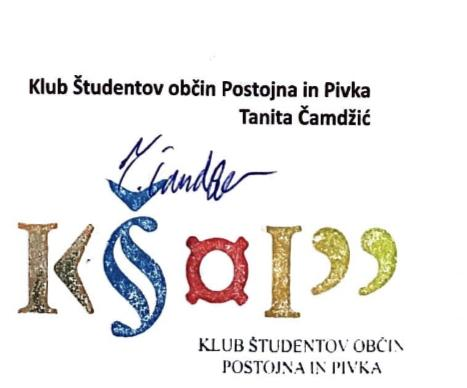 Klub Študentov občin Postojna in Pivka
Tanita Čamdžić
KŠOPP
KLUB ŠTUDENTOV OBČIN
POSTOJNA IN PIVKA